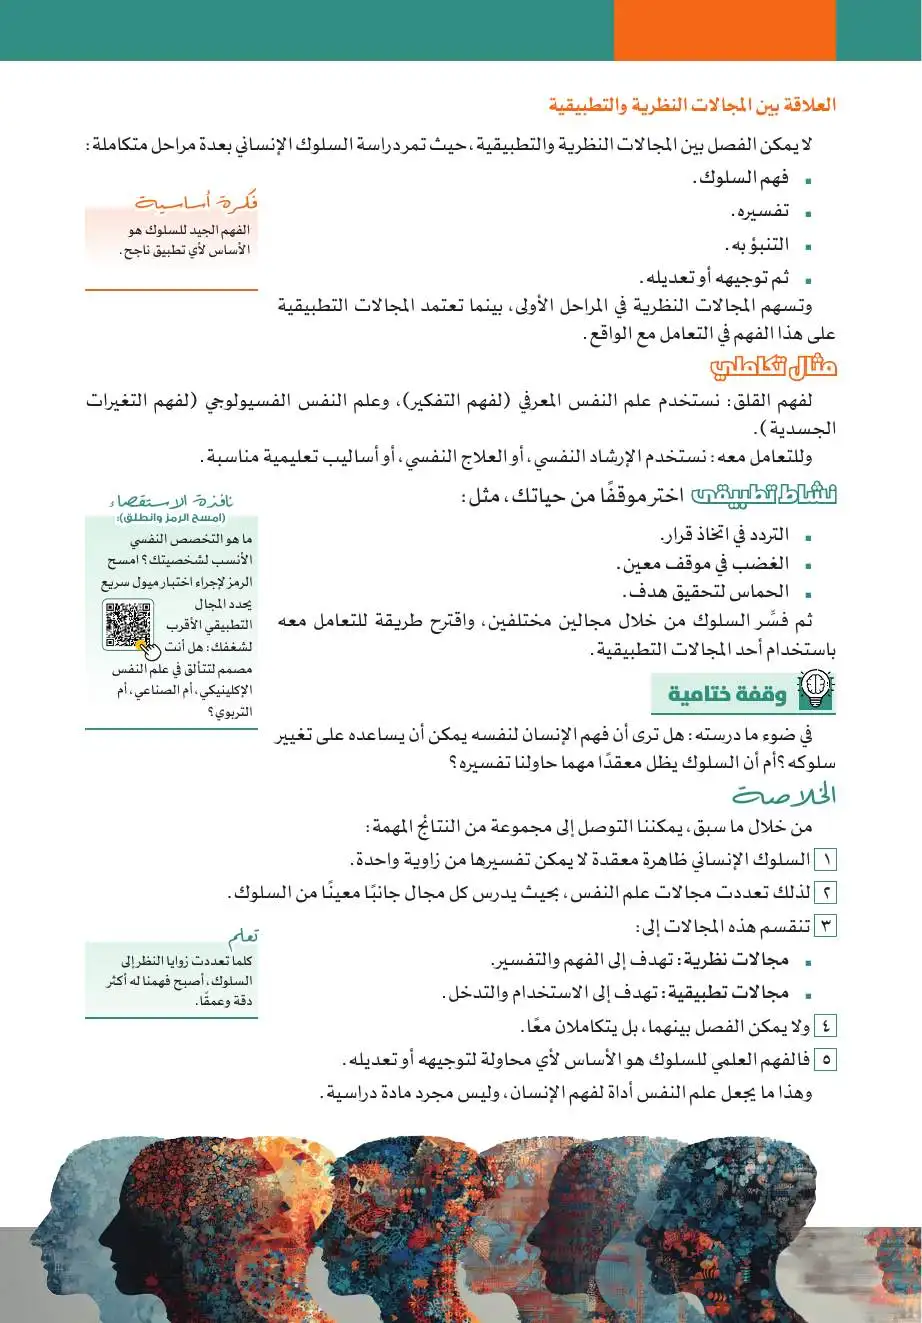 العلاقة بين المجالات النظرية والتطبيقية
لا يمكن الفصل بين المجالات النظرية والتطبيقية، حيث تمر دراسة السلوك الإنساني بعدة مراحل متكاملة:
▪ فهم السلوك.
▪ تفسيره.
▪ التنبؤ به.
▪ ثم توجيهه أو تعديله.
فكرة أساسية
الفهم الجيد للسلوك هو
الأساس لأي تطبيق ناجح.
وتسهم المجالات النظرية في المراحل الأولى، بينما تعتمد المجالات التطبيقية
على هذا الفهم في التعامل مع الواقع.
مثال تكاملي
لفهم القلق: نستخدم علم النفس المعرفي (لفهم التفكير)، وعلم النفس الفسيولوجي (لفهم التغيرات
الجسدية).
وللتعامل معه: نستخدم الإرشاد النفسي، أو العلاج النفسي، أو أساليب تعليمية مناسبة.
نشاط تطبيقى اختر موقفًا من حياتك، مثل:
▪ التردد في اتخاذ قرار.
▪ الغضب في موقف معين.
▪ الحماس لتحقيق هدف.
ثم فسِّر السلوك من خلال مجالين مختلفين، واقترح طريقة للتعامل معه
باستخدام أحد المجالات التطبيقية.
نافذة الاستقصاء
(امسح الرمز وانطلق):
ما هو التخصص النفسي
الأنسب لشخصيتك؟ امسح
الرمز لإجراء اختبار ميول سريع
يحدد المجال
التطبيقي الأقرب
لشغفك: هل أنت
مصمم لتتألق في علم النفس
الإكلينيكي، أم الصناعي، أم
التربوي؟
وقفة ختامية
في ضوء ما درسته: هل ترى أن فهم الإنسان لنفسه يمكن أن يساعده على تغيير
سلوكه؟ أم أن السلوك يظل معقدًا مهما حاولنا تفسيره؟
الخلاصة
من خلال ما سبق، يمكننا التوصل إلى مجموعة من النتائج المهمة:
١ السلوك الإنساني ظاهرة معقدة لا يمكن تفسيرها من زاوية واحدة.
٢ لذلك تعددت مجالات علم النفس، بحيث يدرس كل مجال جانبًا معينًا من السلوك.
٣ تنقسم هذه المجالات إلى:
▪ مجالات نظرية: تهدف إلى الفهم والتفسير.
▪ مجالات تطبيقية: تهدف إلى الاستخدام والتدخل.
تعلم
كلما تعددت زوايا النظر إلى
السلوك، أصبح فهمنا له أكثر
دقة وعمقًا.
٤ ولا يمكن الفصل بينهما، بل يتكاملان معًا.
٥ فالفهم العلمي للسلوك هو الأساس لأي محاولة لتوجيهه أو تعديله.
وهذا ما يجعل علم النفس أداة لفهم الإنسان، وليس مجرد مادة دراسية.